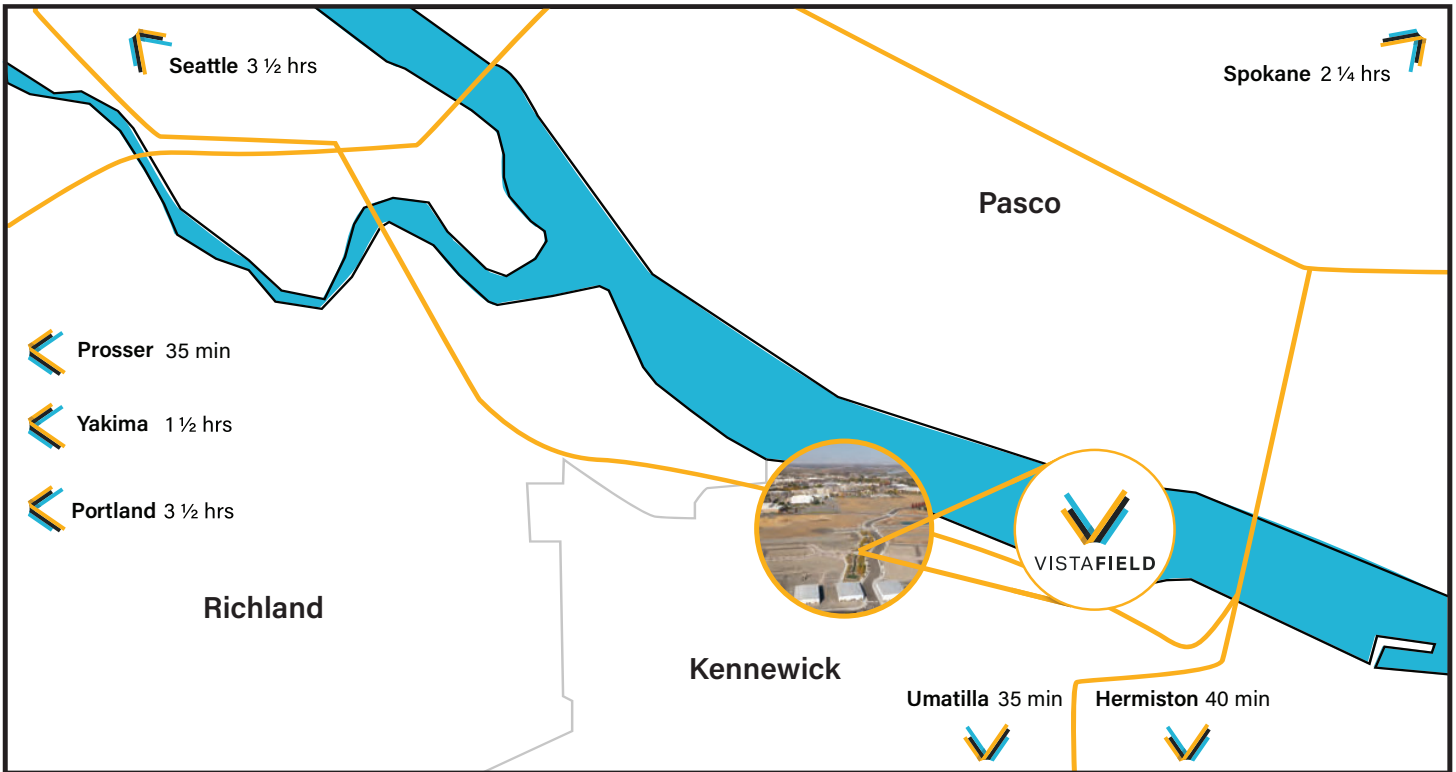 Seattle 3 ½ hrs
Spokane 2 ¼ hrs
Pasco
Prosser 35 min
Yakima 1 ½ hrs
Portland 3 ½ hrs
VISTAFIELD
Richland
Kennewick
Umatilla 35 min
Hermiston 40 min